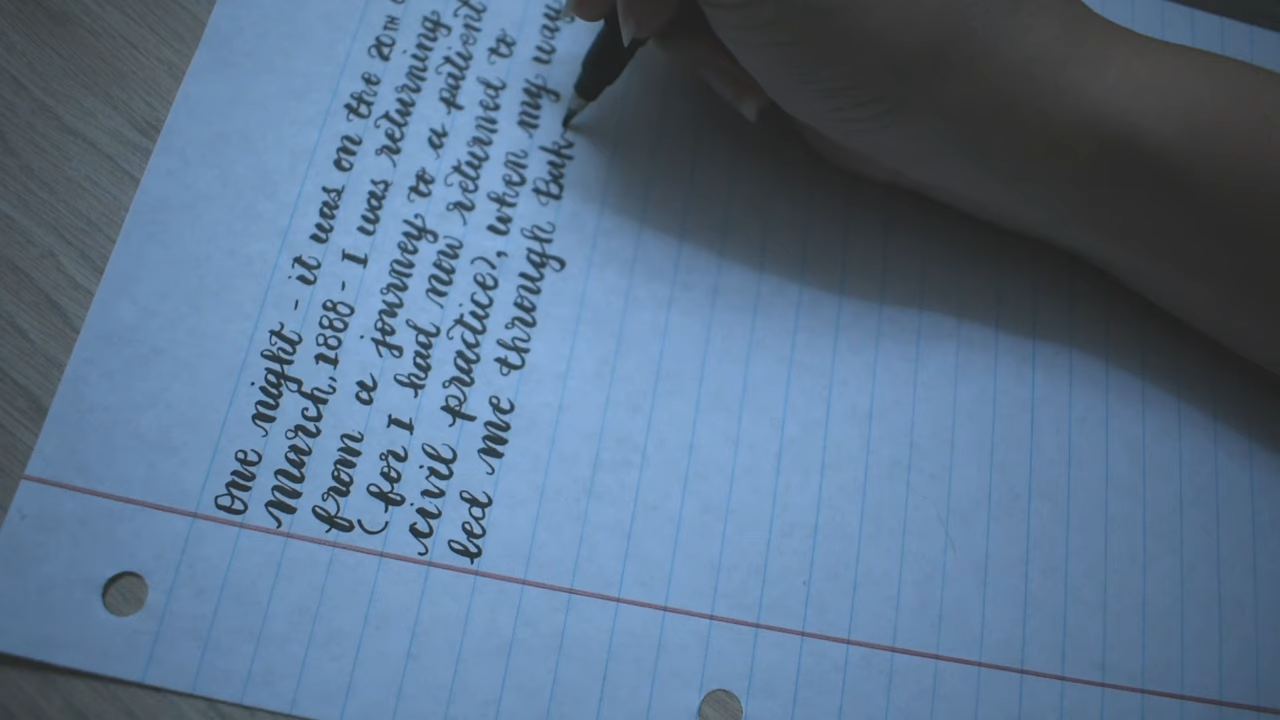 One night - it was on the 20TH
March, 1888 - I was returning
from a journey to a patient
(for I had now returned to
civil practice), when my way
led me through Buk